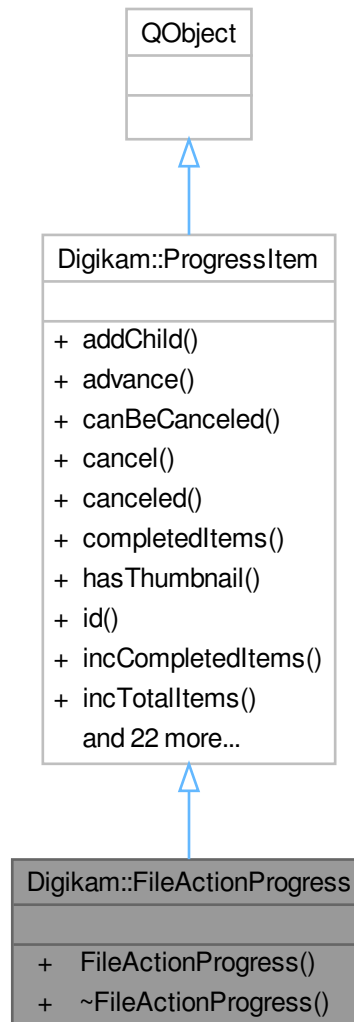 QObject
Digikam::ProgressItem
+ addChild()
+ advance()
+ canBeCanceled()
+ cancel()
+ canceled()
+ completedItems()
+ hasThumbnail()
+ id()
+ incCompletedItems()
+ incTotalItems()
and 22 more...
Digikam::FileActionProgress
+ FileActionProgress()
+ ~FileActionProgress()